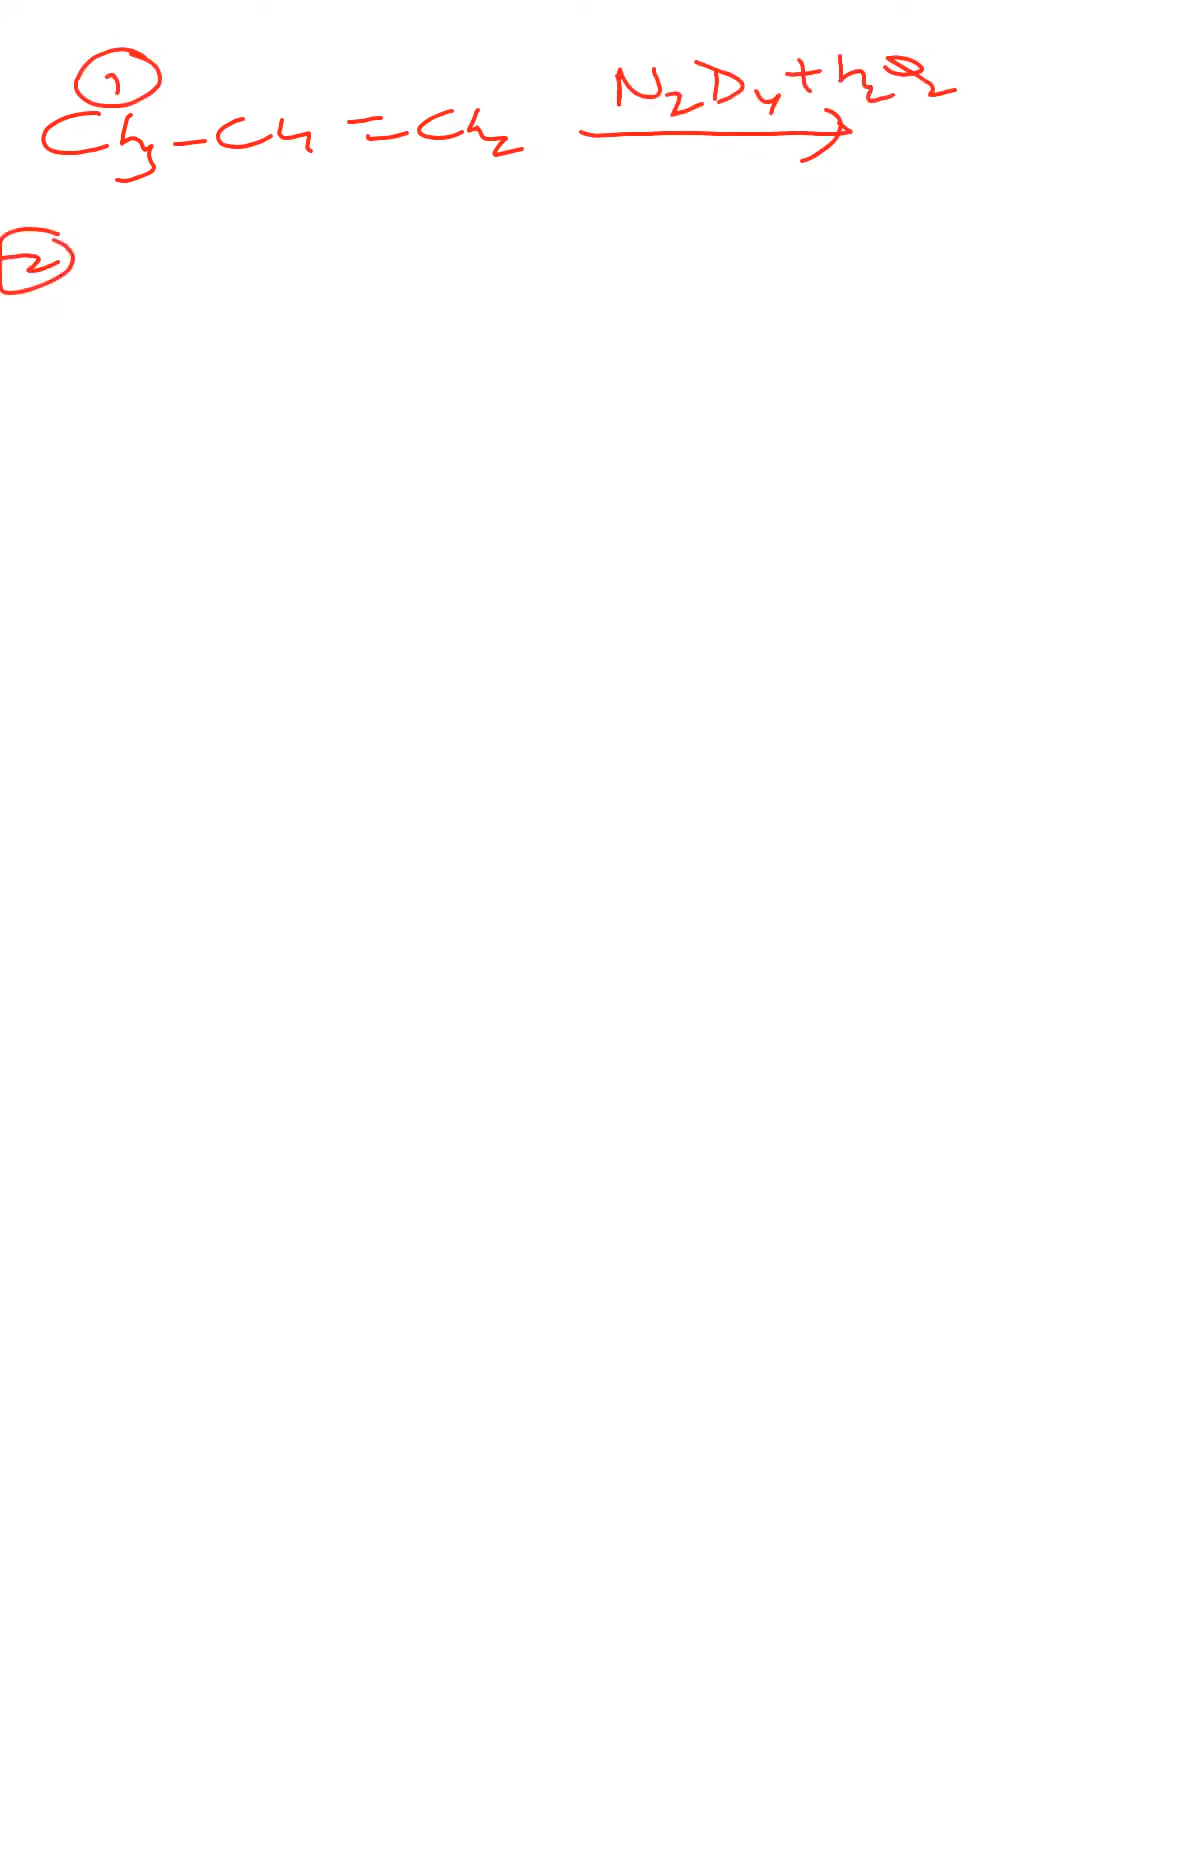 ①
CH₃-CH=CH₂ N₂D₄+H₂O₂ →
②